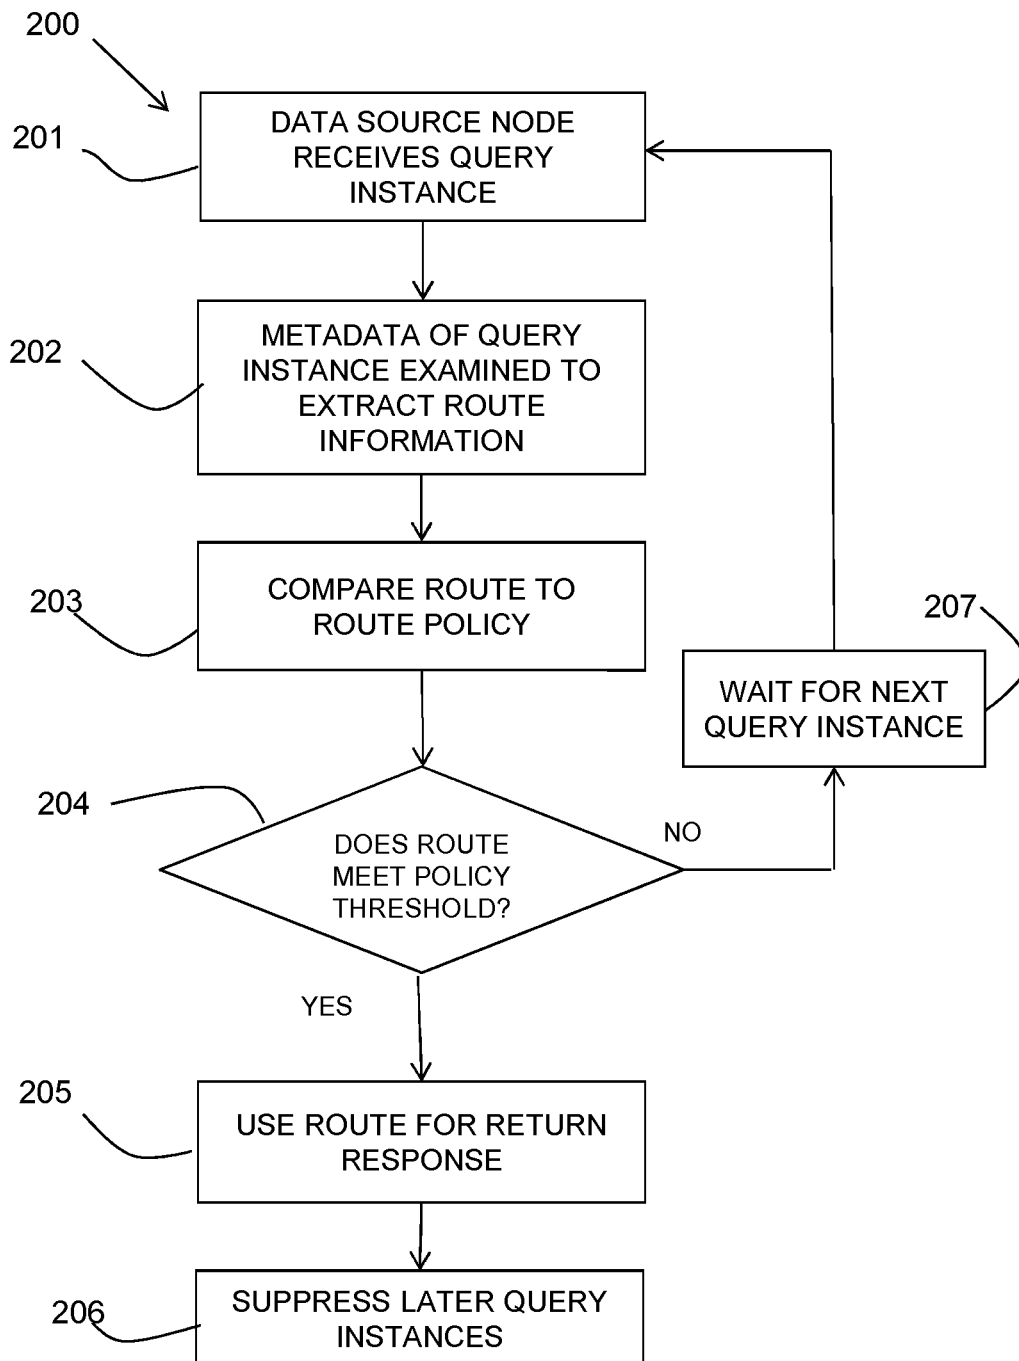 200
201
DATA SOURCE NODE
RECEIVES QUERY
INSTANCE
202
METADATA OF QUERY
INSTANCE EXAMINED TO
EXTRACT ROUTE
INFORMATION
203
COMPARE ROUTE TO
ROUTE POLICY
207
WAIT FOR NEXT
QUERY INSTANCE
204
DOES ROUTE
MEET POLICY
THRESHOLD?
NO
YES
205
USE ROUTE FOR RETURN
RESPONSE
206
SUPPRESS LATER QUERY
INSTANCES